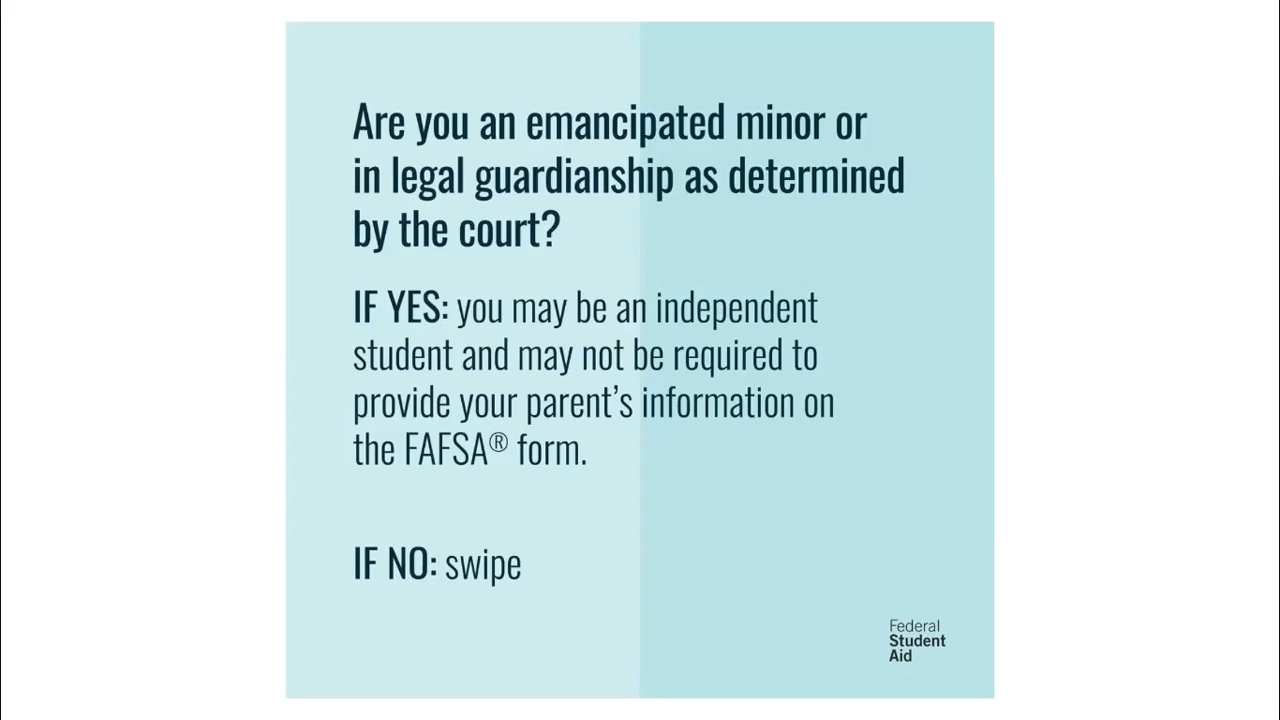 Are you an emancipated minor or
in legal guardianship as determined
by the court?
IF YES: you may be an independent
student and may not be required to
provide your parent’s information on
the FAFSA® form.
IF NO: swipe
Federal
Student
Aid